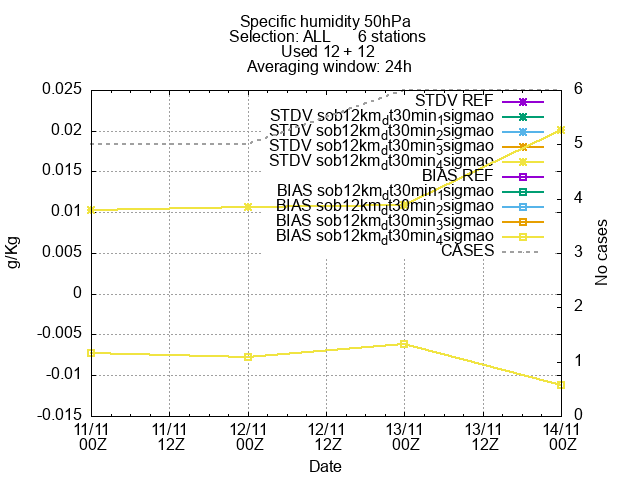 Specific humidity 50hPa
Selection: ALL 6 stations
Used 12 + 12
Averaging window: 24h
0.025
0.02
0.015
0.01
0.005
0
-0.005
-0.01
-0.015
g/Kg
STDV REF
STDV sob12km_dt30min_1sigmao
STDV sob12km_dt30min_2sigmao
STDV sob12km_dt30min_3sigmao
STDV sob12km_dt30min_4sigmao
BIAS REF
BIAS sob12km_dt30min_1sigmao
BIAS sob12km_dt30min_2sigmao
BIAS sob12km_dt30min_3sigmao
BIAS sob12km_dt30min_4sigmao
CASES
6
5
4
3
2
1
0
No cases
11/11 11/11 12/11 12/11 13/11 13/11 14/11
00Z 12Z 00Z 12Z 00Z 12Z 00Z
Date